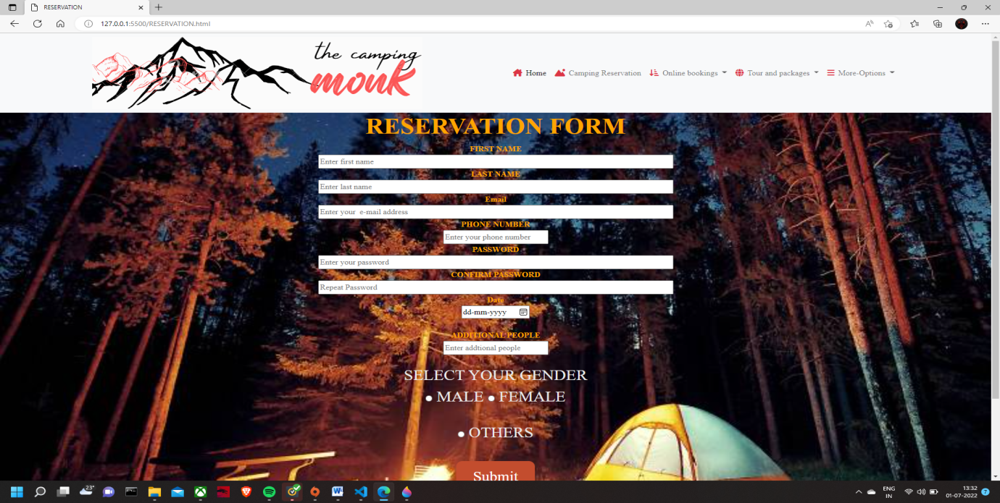 RESERVATION
127.0.0.1:5500/RESERVATION.html
the camping
monk
Home Camping Reservation Online bookings Tour and packages More-Options
RESERVATION FORM
FIRST NAME
Enter first name
LAST NAME
Enter last name
Email
Enter your e-mail address
PHONE NUMBER
Enter your phone number
PASSWORD
Enter your password
CONFIRM PASSWORD
Repeat Password
Date
dd-mm-yyyy
ADDITIONAL PEOPLE
Enter addtional people
SELECT YOUR GENDER
MALE FEMALE
OTHERS
Submit
23°
ENG
IN
13:32
01-07-2022
7